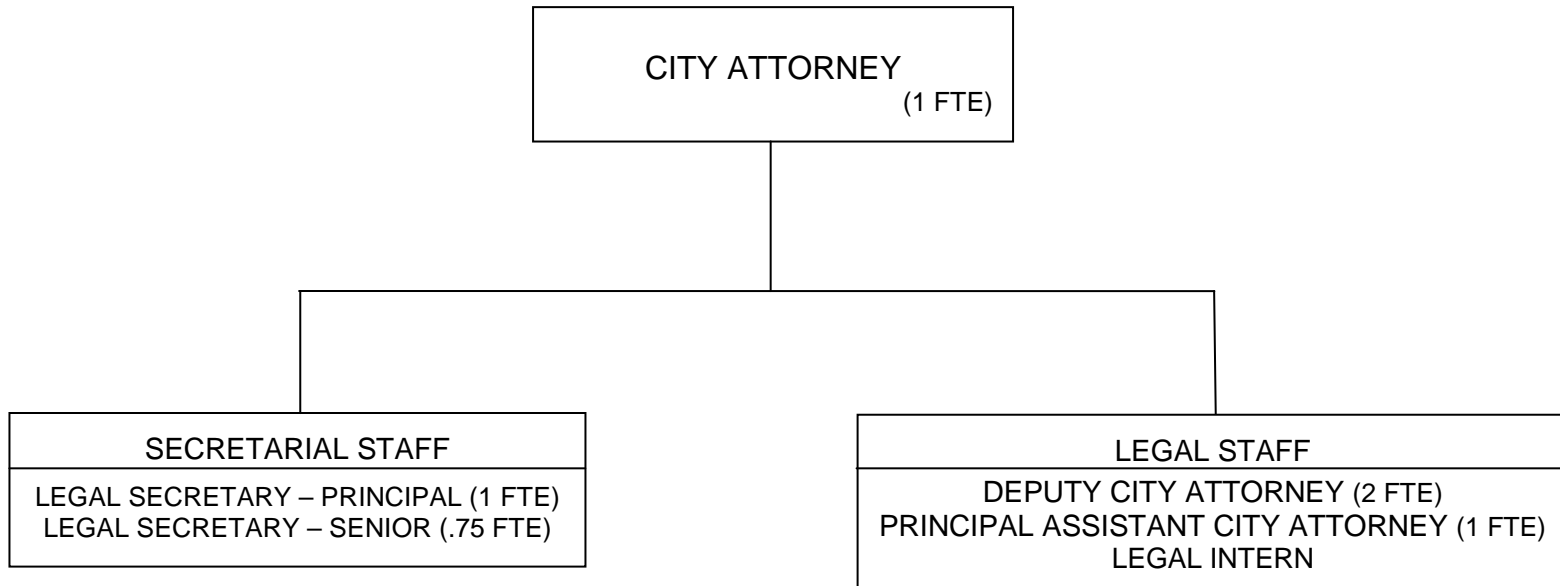 CITY ATTORNEY
(1 FTE)
SECRETARIAL STAFF
LEGAL SECRETARY – PRINCIPAL (1 FTE)
LEGAL SECRETARY – SENIOR (.75 FTE)
LEGAL STAFF
DEPUTY CITY ATTORNEY (2 FTE)
PRINCIPAL ASSISTANT CITY ATTORNEY (1 FTE)
LEGAL INTERN